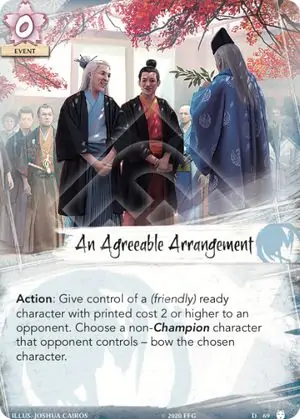 0
EVENT
An Agreeable Arrangement
Action: Give control of a (friendly) ready
character with printed cost 2 or higher to an
opponent. Choose a non-Champion character
that opponent controls – bow the chosen
character.
ILLUS: JOSHUA CAIRÓS © 2020 FFG D 69